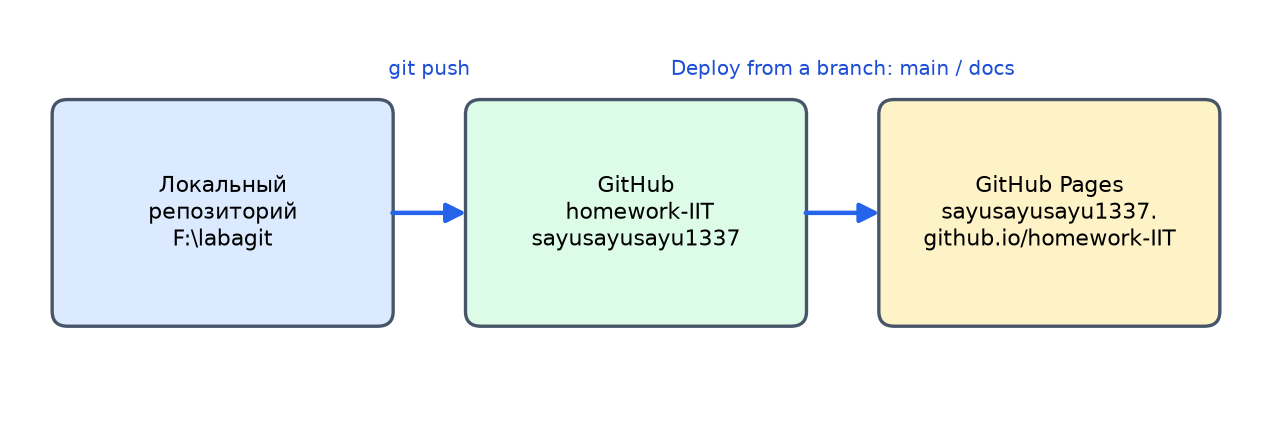 git push
Deploy from a branch: main / docs
Локальный
репозиторий
F:\labagit
GitHub
homework-IIT
sayusayusayu1337
GitHub Pages
sayusayusayu1337.
github.io/homework-IIT